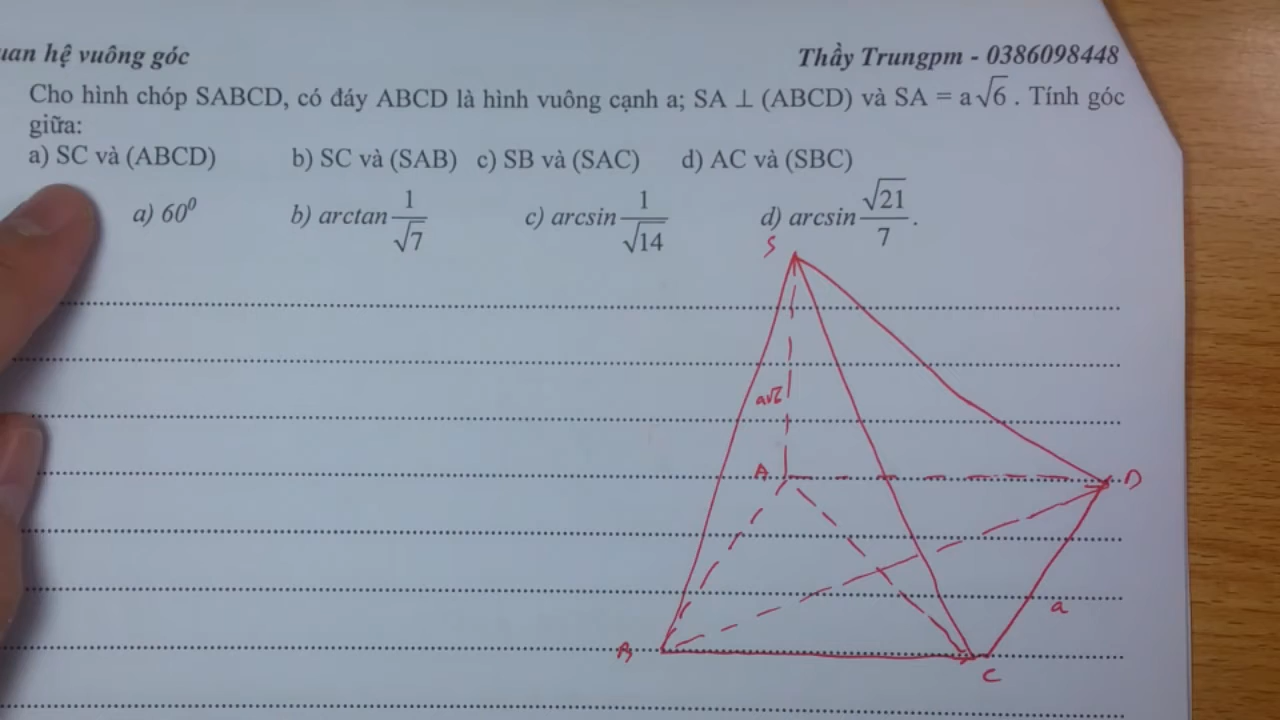 uan hệ vuông góc
Thầy Trungpm - 0386098448
Cho hình chóp SABCD, có đáy ABCD là hình vuông cạnh a; SA ⊥ (ABCD) và SA = a√6 . Tính góc
giữa:
a) SC và (ABCD) b) SC và (SAB) c) SB và (SAC) d) AC và (SBC)
a) 60⁰ b) arctan 1/√7 c) arcsin 1/√14 d) arcsin √21/7 .
S
a√6
A
D
a
B
C